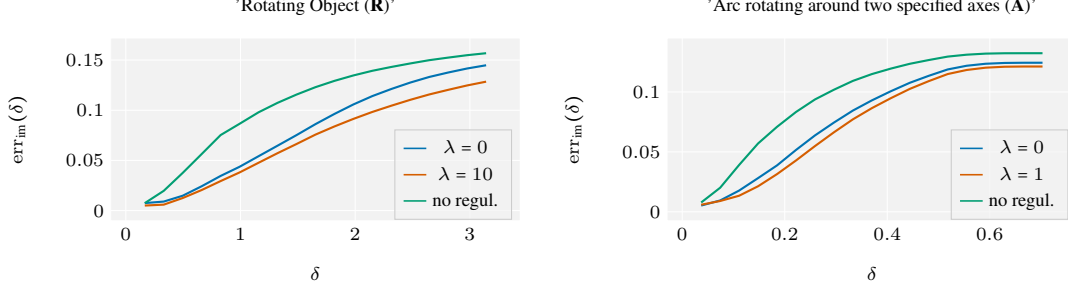 'Rotating Object (R)'
0.15
0.1
0.05
0
err_im(δ)
λ = 0
λ = 10
no regul.
0
1
2
3
δ
'Arc rotating around two specified axes (A)'
0.1
0.05
0
err_im(δ)
λ = 0
λ = 1
no regul.
0
0.2
0.4
0.6
δ